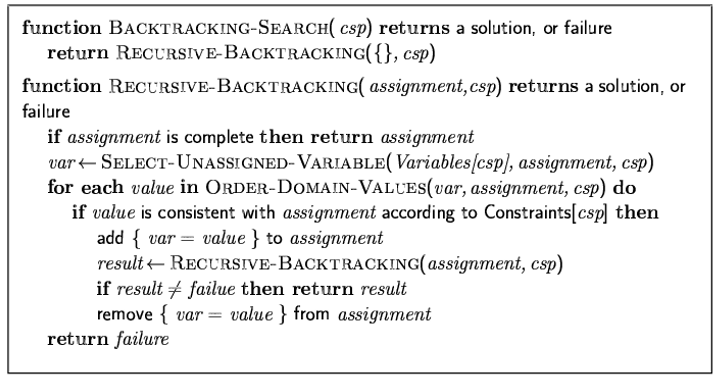 function BACKTRACKING-SEARCH( csp) returns a solution, or failure
return RECURSIVE-BACKTRACKING({}, csp)
function RECURSIVE-BACKTRACKING( assignment,csp) returns a solution, or
failure
if assignment is complete then return assignment
var ← SELECT-UNASSIGNED-VARIABLE(Variables[csp], assignment, csp)
for each value in ORDER-DOMAIN-VALUES(var, assignment, csp) do
if value is consistent with assignment according to Constraints[csp] then
add { var = value } to assignment
result ← RECURSIVE-BACKTRACKING(assignment, csp)
if result ≠ failue then return result
remove { var = value } from assignment
return failure